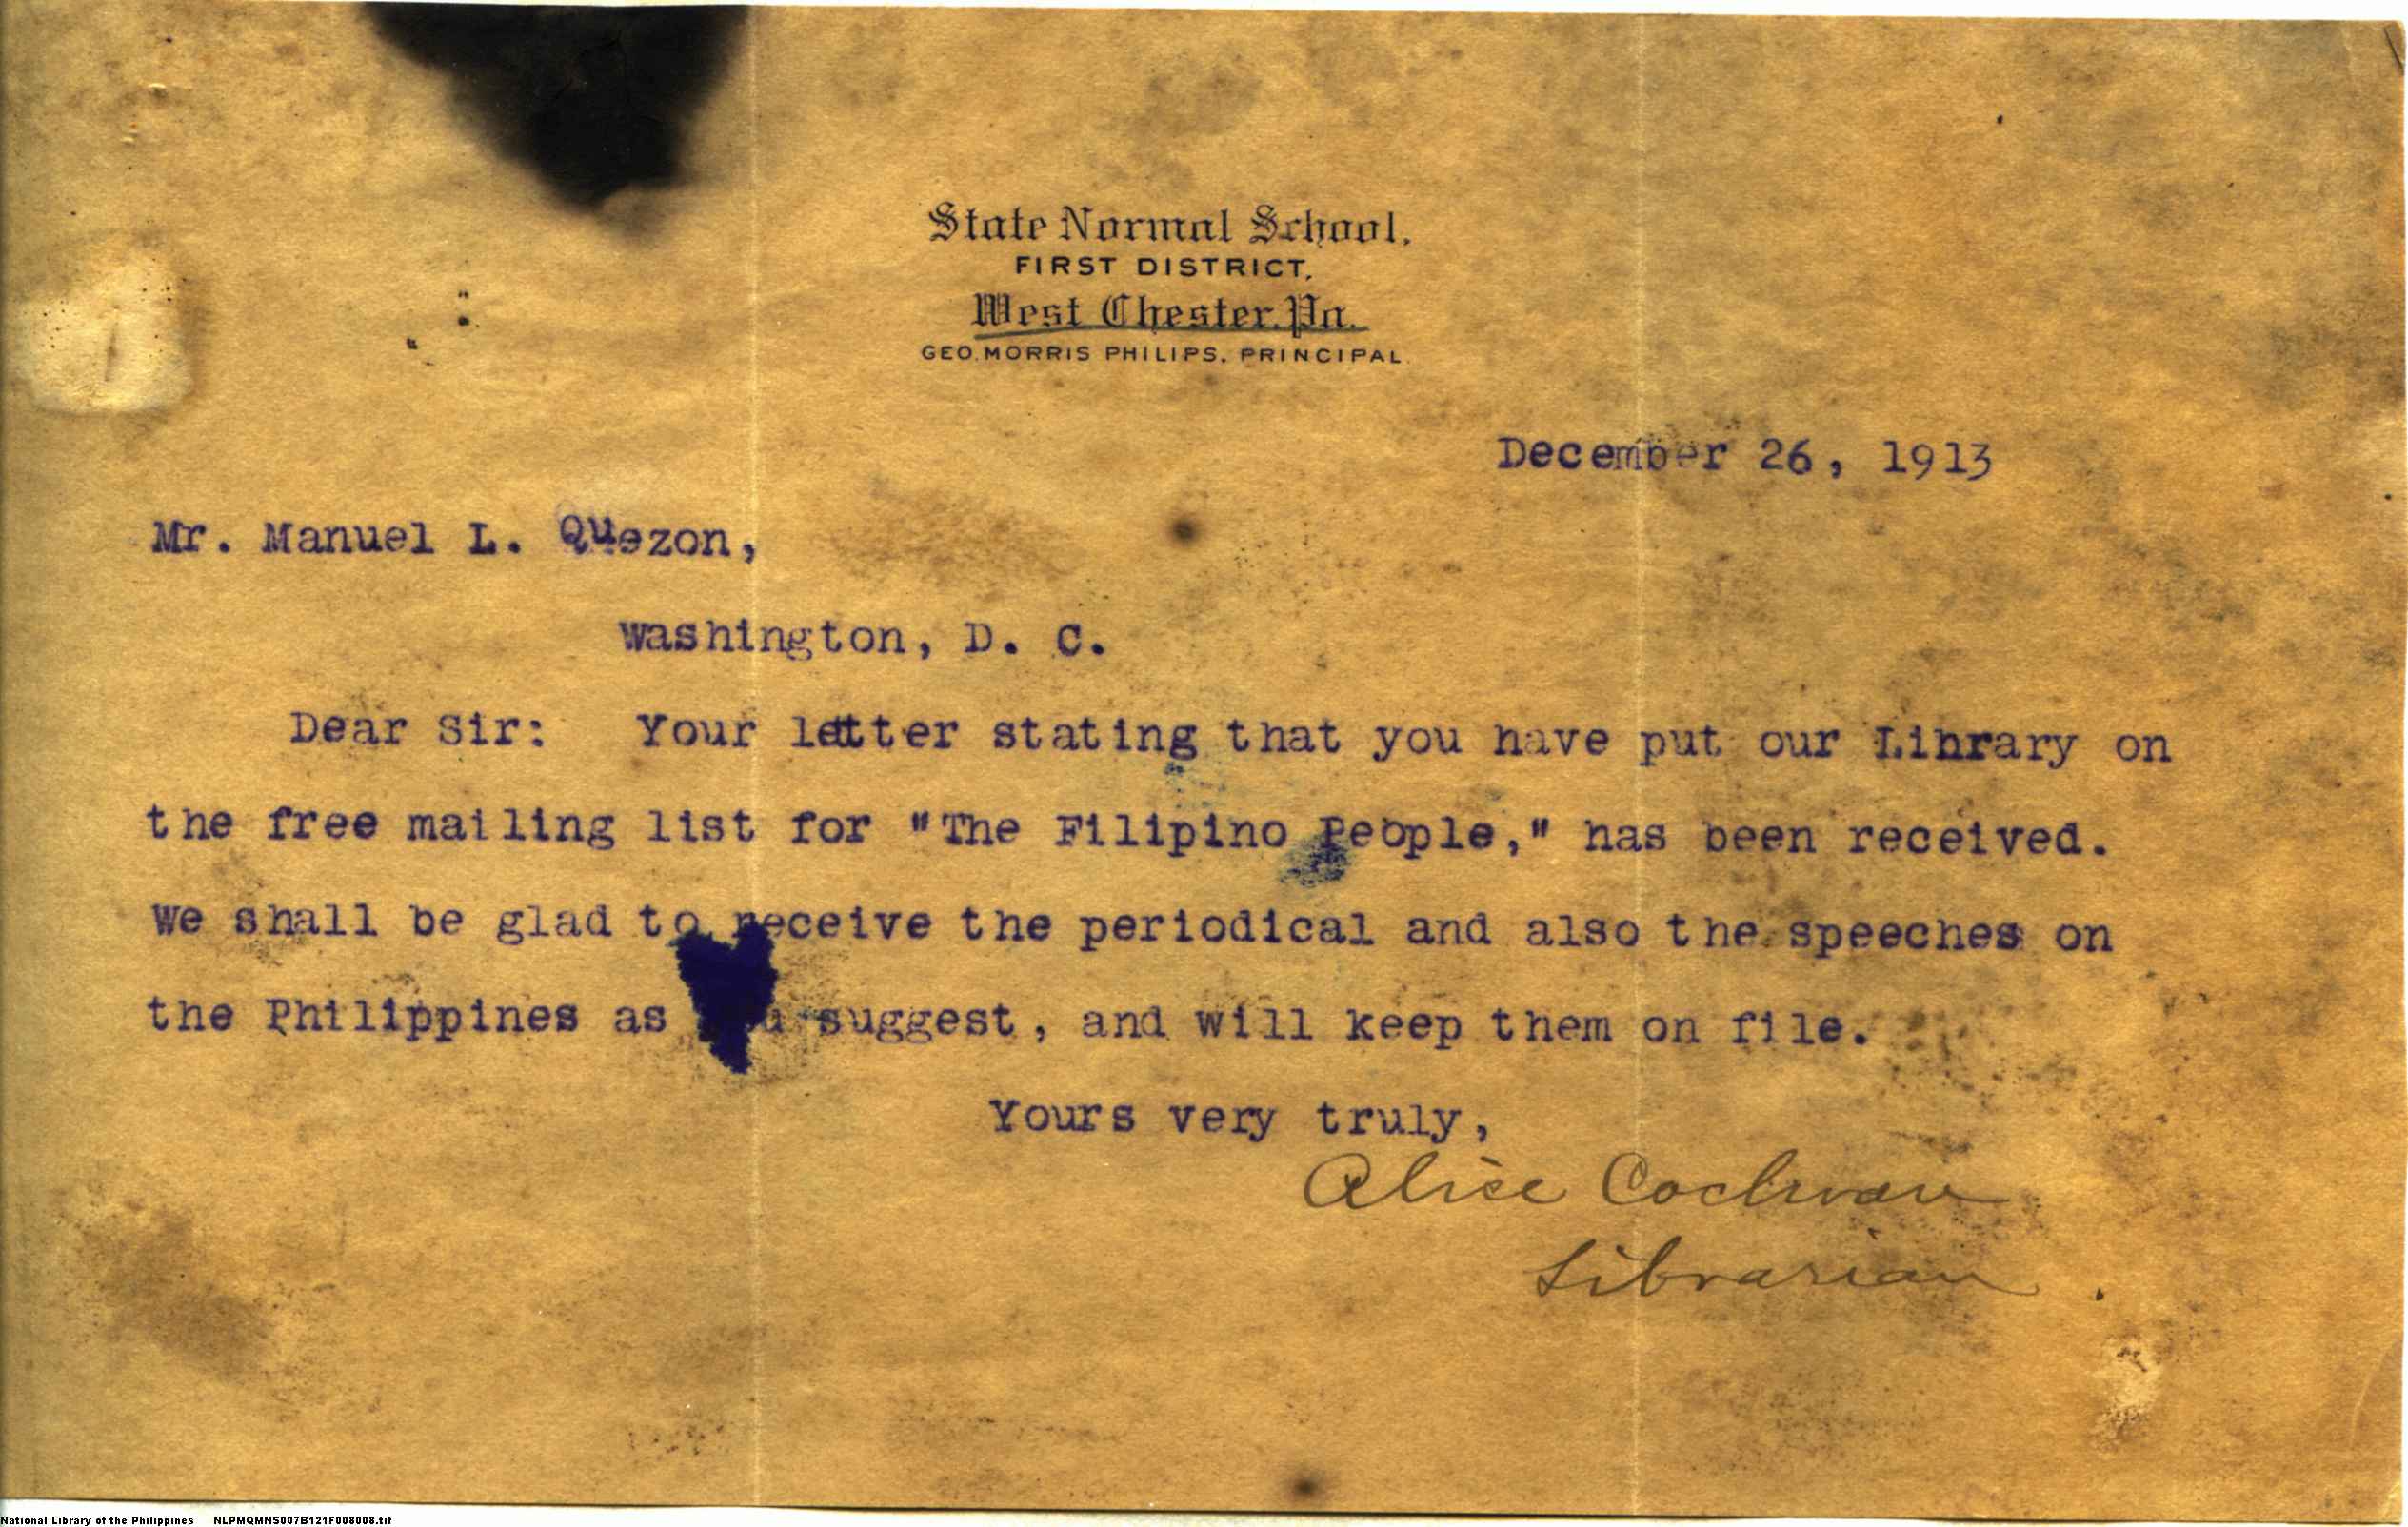 State Normal School,
FIRST DISTRICT,
West Chester, Pa.
GEO. MORRIS PHILIPS, PRINCIPAL.
December 26, 1913
Mr. Manuel L. Quezon,
Washington, D. C.
Dear Sir: Your letter stating that you have put our Library on
the free mailing list for "The Filipino People," has been received.
We shall be glad to receive the periodical and also the speeches on
the Philippines as suggest, and will keep them on file.
Yours very truly,
Alice Cochran
Librarian
National Library of the Philippines NLPMQMNS007B121F008008.tif